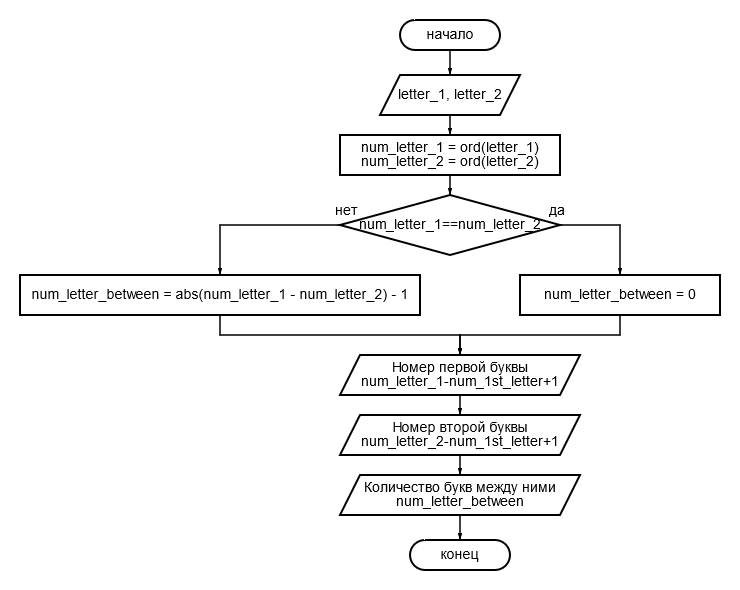 начало
letter_1, letter_2
num_letter_1 = ord(letter_1)
num_letter_2 = ord(letter_2)
нет
да
num_letter_1==num_letter_2
num_letter_between = abs(num_letter_1 - num_letter_2) - 1
num_letter_between = 0
Номер первой буквы
num_letter_1-num_1st_letter+1
Номер второй буквы
num_letter_2-num_1st_letter+1
Количество букв между ними
num_letter_between
конец